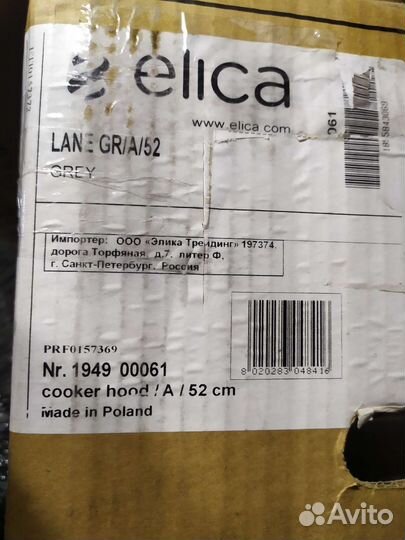 elica
www.elica.com
LANE GR/A/52
GREY
Импортер: ООО «Элика Трейдинг» 197374,
дорога Торфяная, д.7, литер Ф,
г. Санкт-Петербург, Россия
PRF0157369
Nr. 1949 00061
8 020283 048416
cooker hood / A / 52 cm
Made in Poland
Avito